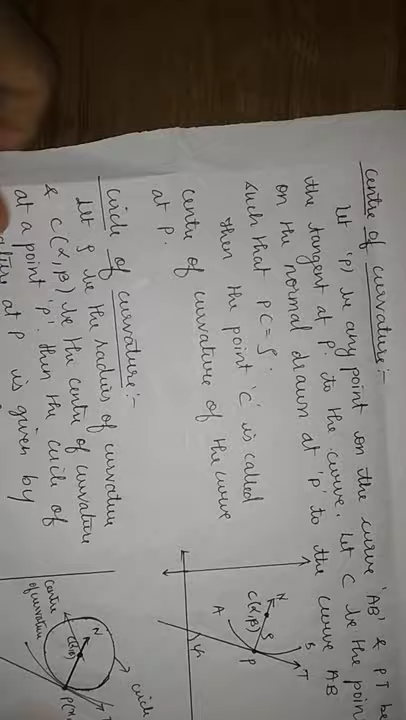 centre of curvature:-
Let 'P' be any point on the curve 'AB' & PT be
the tangent at P. to the curve. Let C be the poin
on the normal drawn at 'P' to the curve AB
such that PC = ρ.
then the point 'C' is called
centre of curvature of the curve
at P.
T
B
P
ρ
N
C(α,β)
A
ψ
circle of curvature:-
Let ρ be the radius of curvature
& C(α,β) be the centre of curvature
at a point 'P'. then the circle of
at P is given by
circle
N
C(α,β)
P(x,
T
centre
of curvature